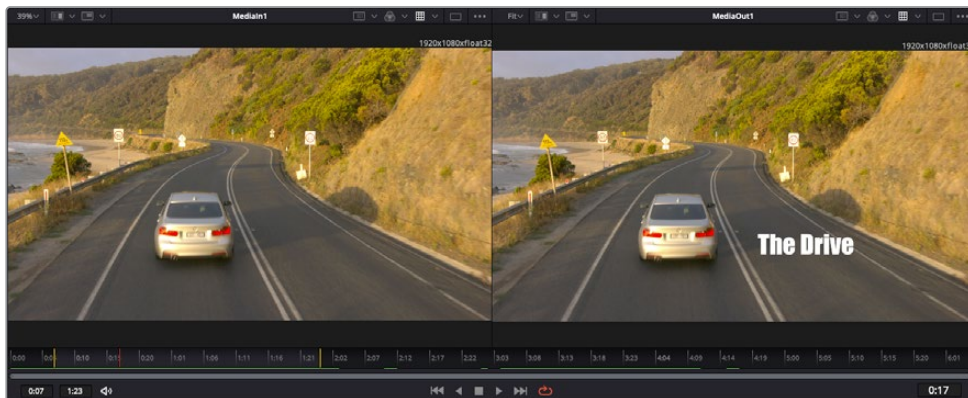 39% MediaIn1 Fit MediaOut1
1920x1080xfloat32 1920x1080xfloat32
The Drive
0:00 0:10 0:20 1:01 1:06 1:11 1:16 1:21 2:02 2:07 2:12 2:17 2:22 3:03 3:08 3:13 3:18 3:23 4:04 4:09 4:14 4:19 5:00 5:05 5:10 5:15 5:20 6:01
0:07 1:23 0:17